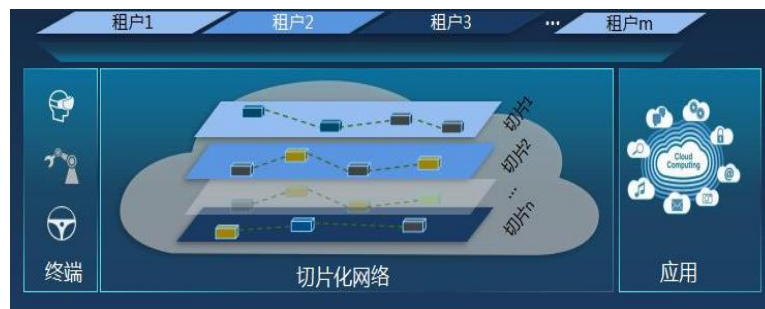 租户1
租户2
租户3
...
租户m
切片1
切片2
...
切片n
Cloud
Computing
@
终端
切片化网络
应用